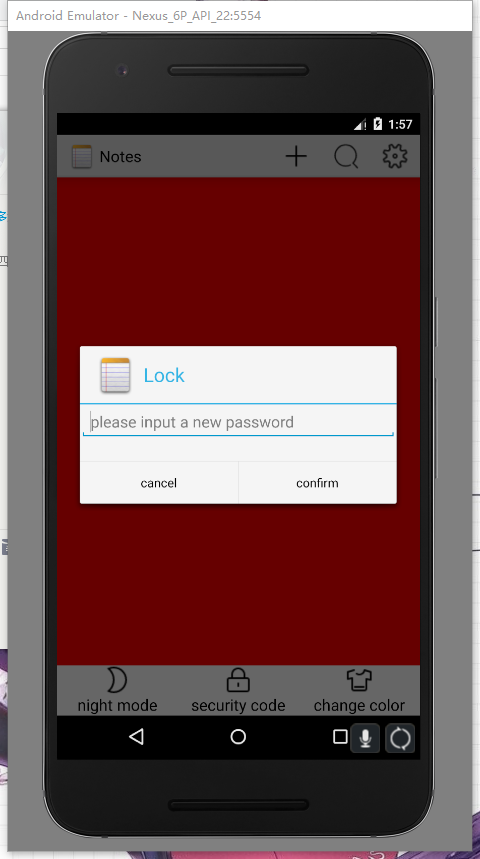 Android Emulator - Nexus_6P_API_22:5554
1:57
Notes
Lock
please input a new password
cancel confirm
night mode security code change color